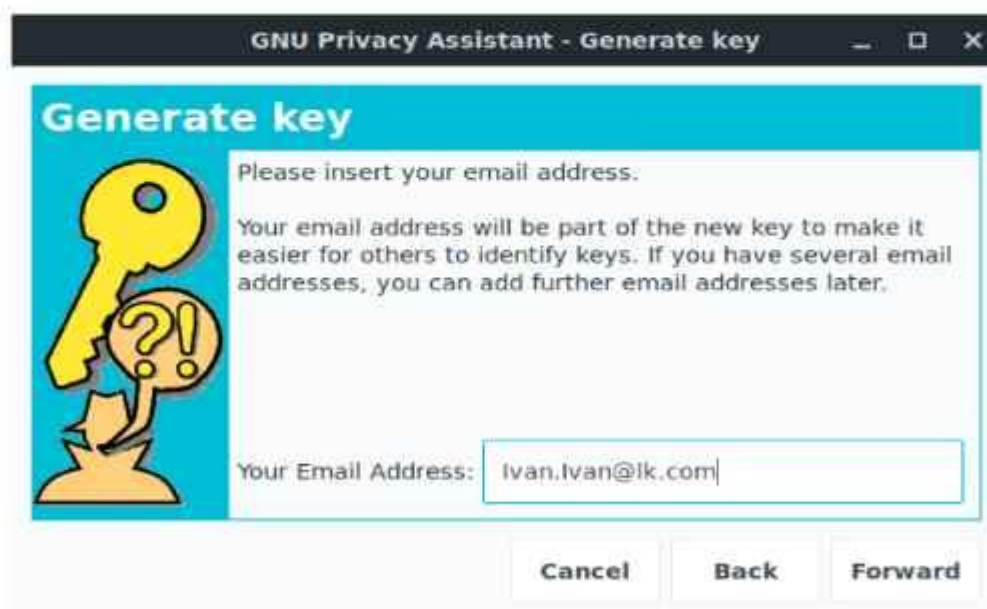 GNU Privacy Assistant - Generate key
Generate key
Please insert your email address.
Your email address will be part of the new key to make it
easier for others to identify keys. If you have several email
addresses, you can add further email addresses later.
?!
Your Email Address: Ivan.Ivan@lk.com
Cancel Back Forward